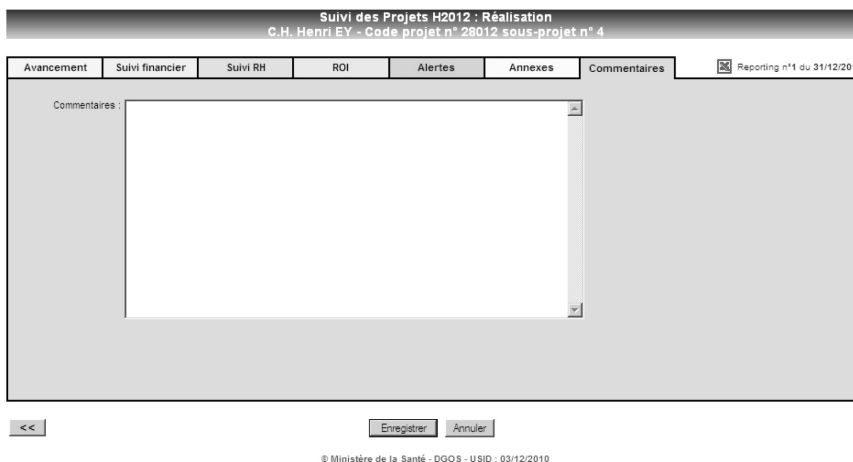 Suivi des Projets H2012 : Réalisation
C.H. Henri EY - Code projet n° 28012 sous-projet n° 4
Avancement Suivi financier Suivi RH ROI Alertes Annexes Commentaires Reporting n°1 du 31/12/20
Commentaires :
<< Enregistrer Annuler
© Ministère de la Santé - DGOS - USID : 03/12/2010